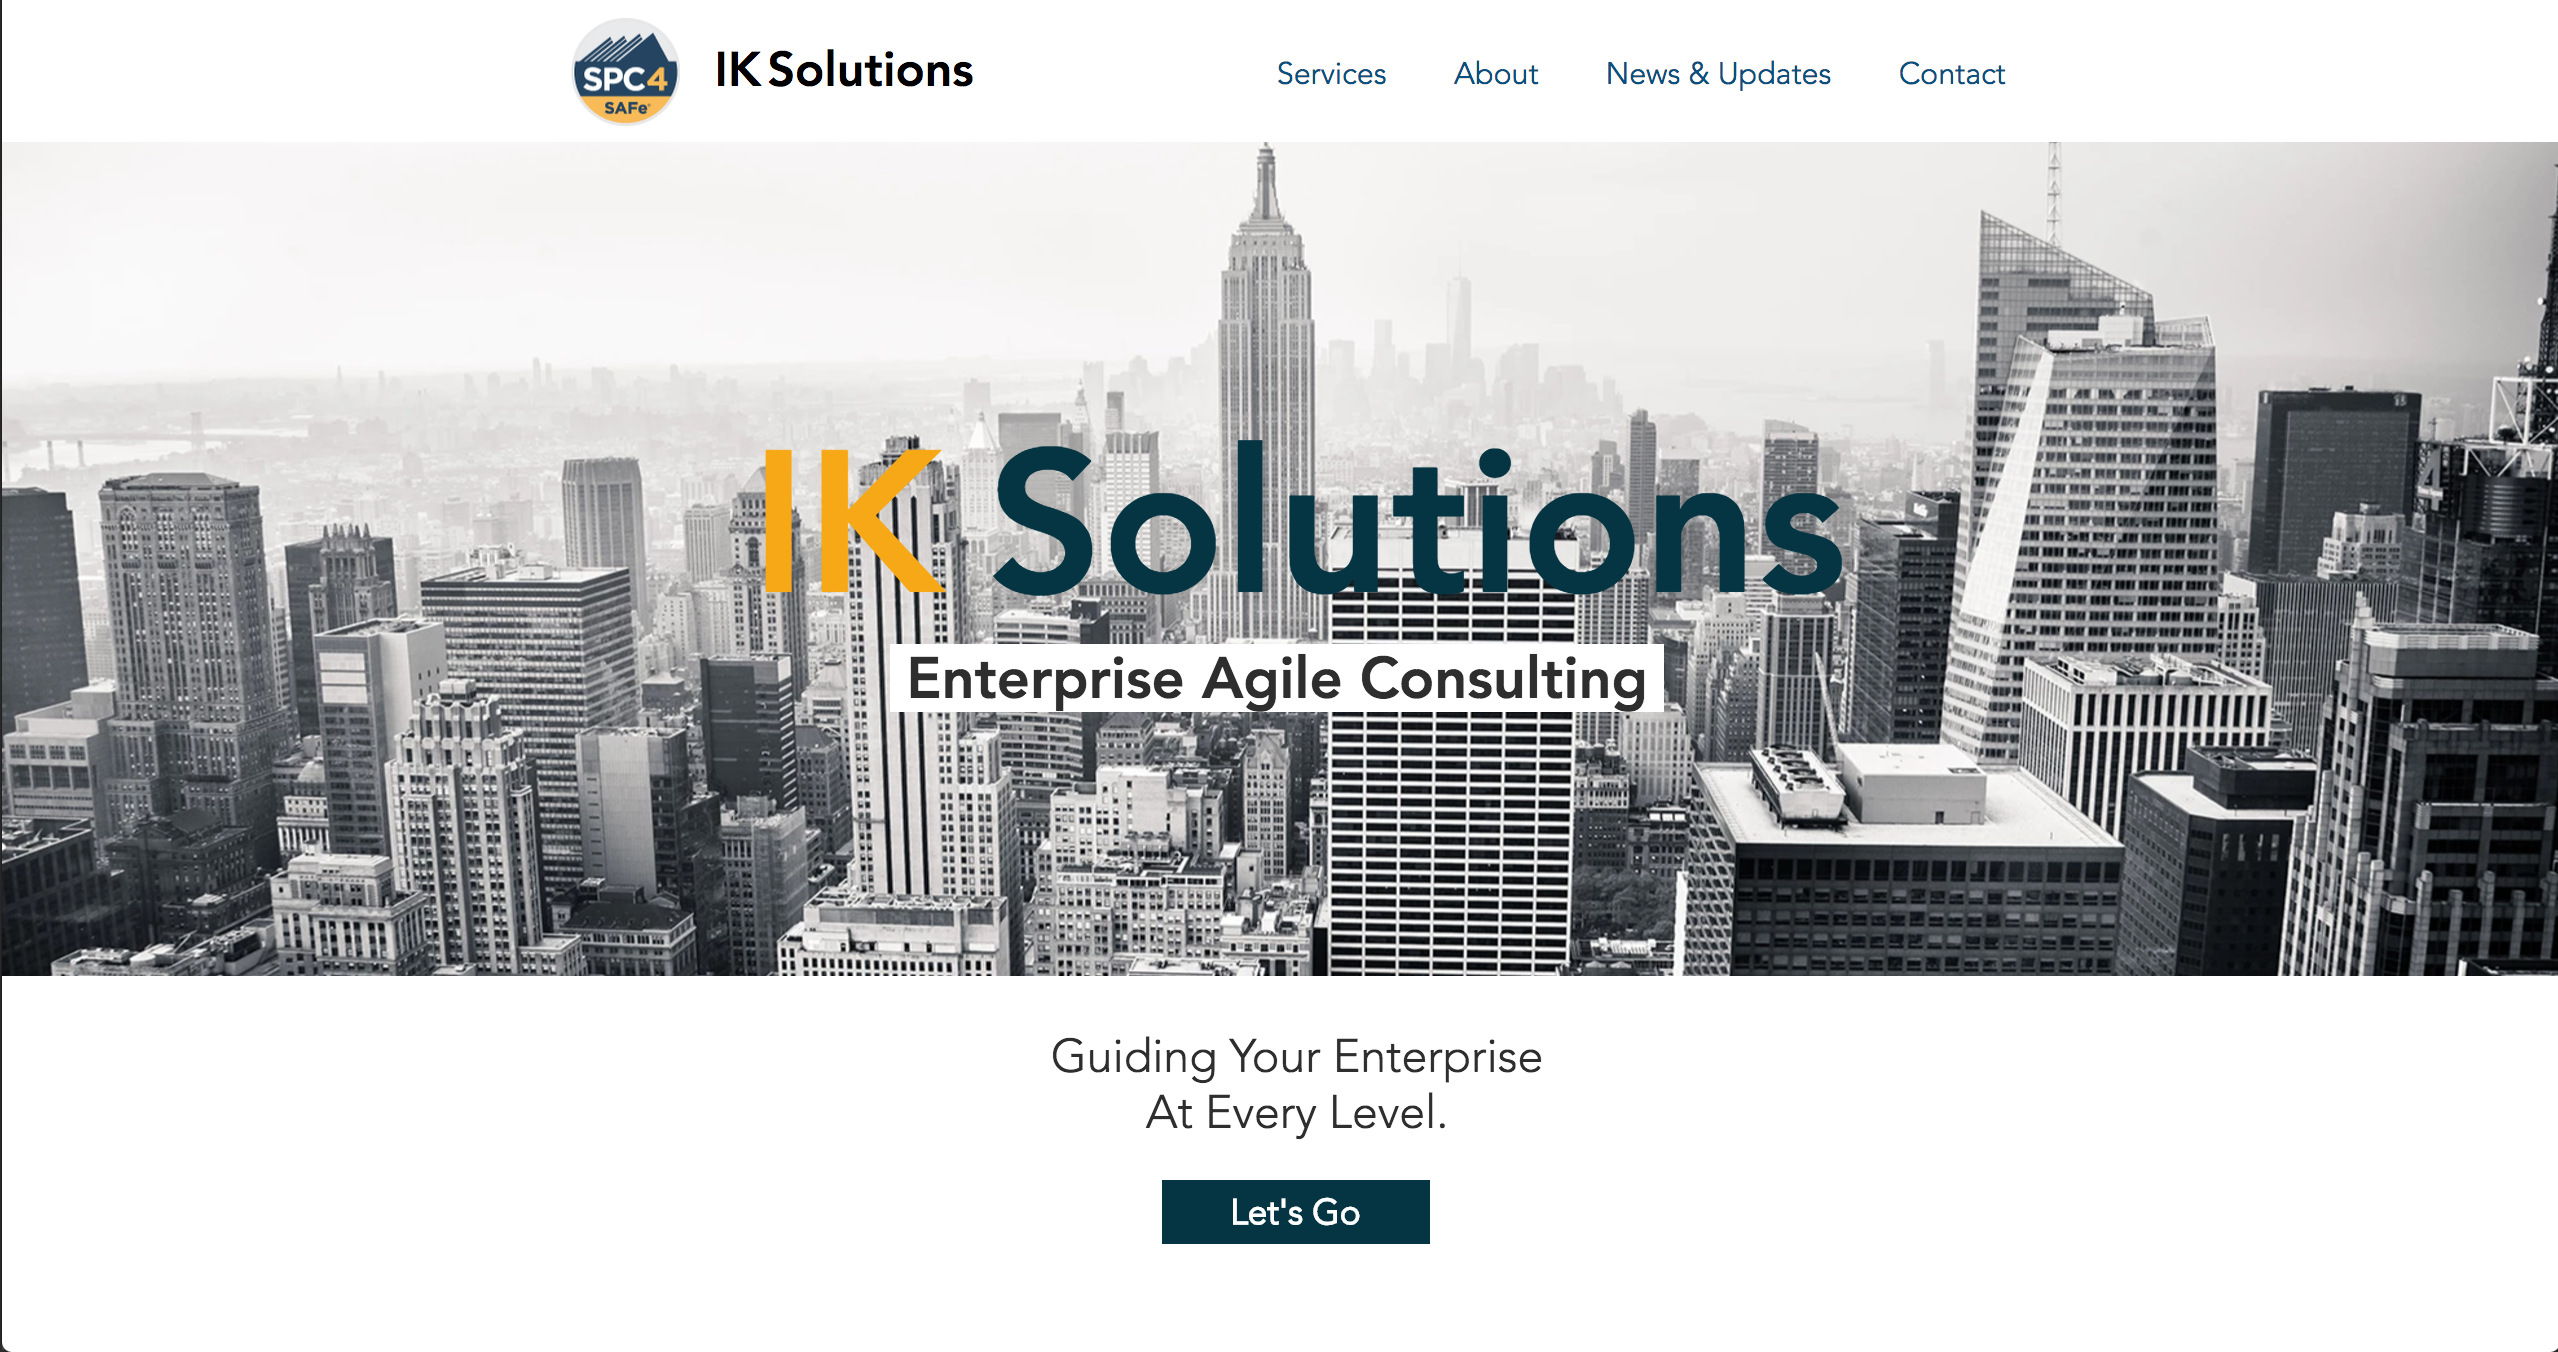 SPC4
SAFe
IK Solutions
Services
About
News & Updates
Contact
IK Solutions
Enterprise Agile Consulting
Guiding Your Enterprise
At Every Level.
Let's Go